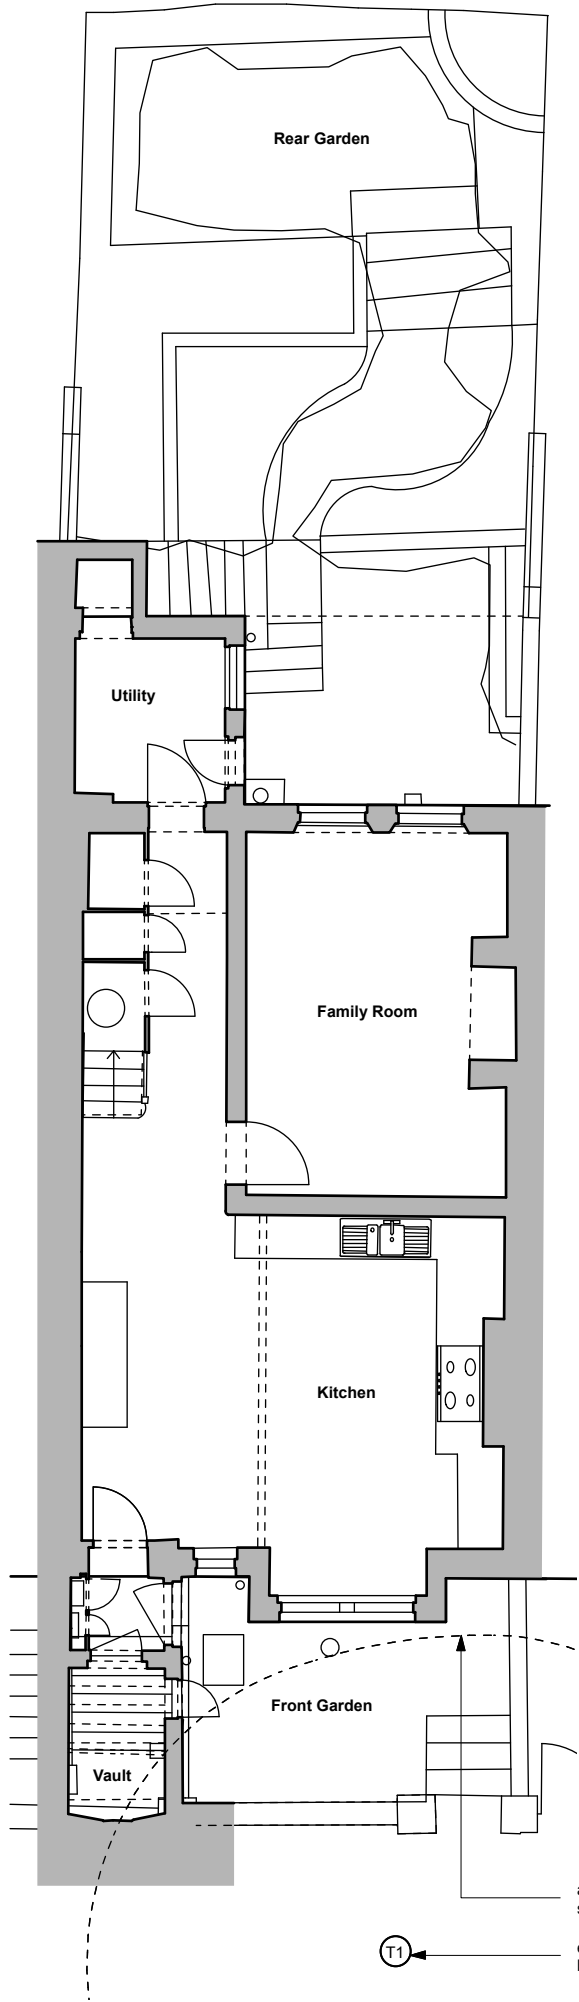 Rear Garden
Utility
Family Room
Kitchen
Front Garden
Vault
T1